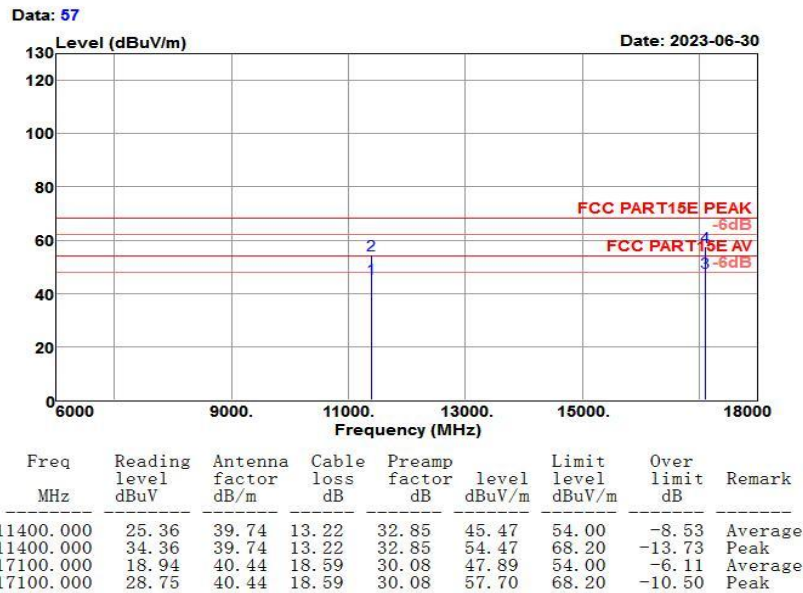 Data: 57
Level (dBuV/m) Date: 2023-06-30
130
120
100
80
FCC PART15E PEAK
-6dB
60
2
4
FCC PART15E AV
1
3
-6dB
40
20
0
6000 9000. 11000. 13000. 15000. 18000
Frequency (MHz)
Freq Reading Antenna Cable Preamp Limit Over
level factor loss factor level level limit Remark
MHz dBuV dB/m dB dB dBuV/m dBuV/m dB
11400.000 25.36 39.74 13.22 32.85 45.47 54.00 -8.53 Average
11400.000 34.36 39.74 13.22 32.85 54.47 68.20 -13.73 Peak
17100.000 18.94 40.44 18.59 30.08 47.89 54.00 -6.11 Average
17100.000 28.75 40.44 18.59 30.08 57.70 68.20 -10.50 Peak